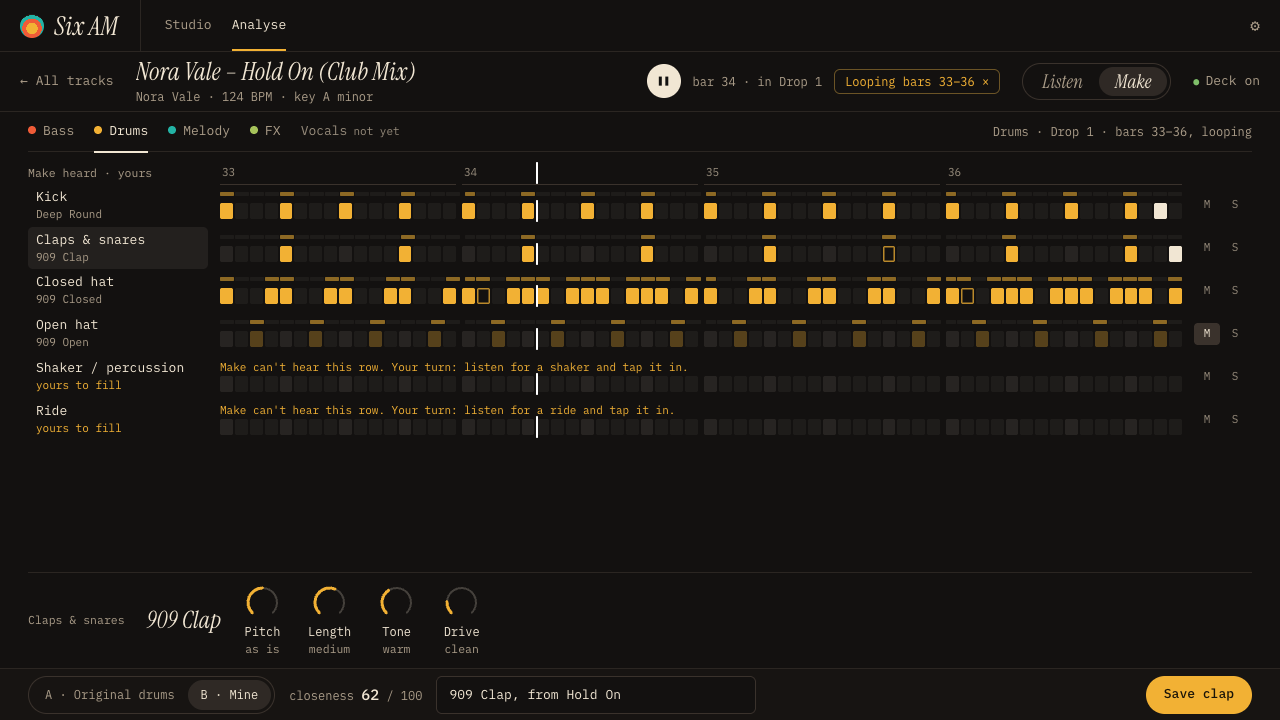 Six AM
Studio
Analyse
← All tracks
Nora Vale – Hold On (Club Mix)
Nora Vale · 124 BPM · key A minor
bar 34 · in Drop 1
Looping bars 33–36 ×
Listen
Make
Deck on
Bass
Drums
Melody
FX
Vocals not yet
Drums · Drop 1 · bars 33–36, looping
Make heard · yours
33
34
35
36
Kick
Deep Round
M
S
Claps & snares
909 Clap
M
S
Closed hat
909 Closed
M
S
Open hat
909 Open
M
S
Shaker / percussion
yours to fill
Make can't hear this row. Your turn: listen for a shaker and tap it in.
M
S
Ride
yours to fill
Make can't hear this row. Your turn: listen for a ride and tap it in.
M
S
Claps & snares
909 Clap
Pitch
as is
Length
medium
Tone
warm
Drive
clean
A · Original drums
B · Mine
closeness 62 / 100
909 Clap, from Hold On
Save clap